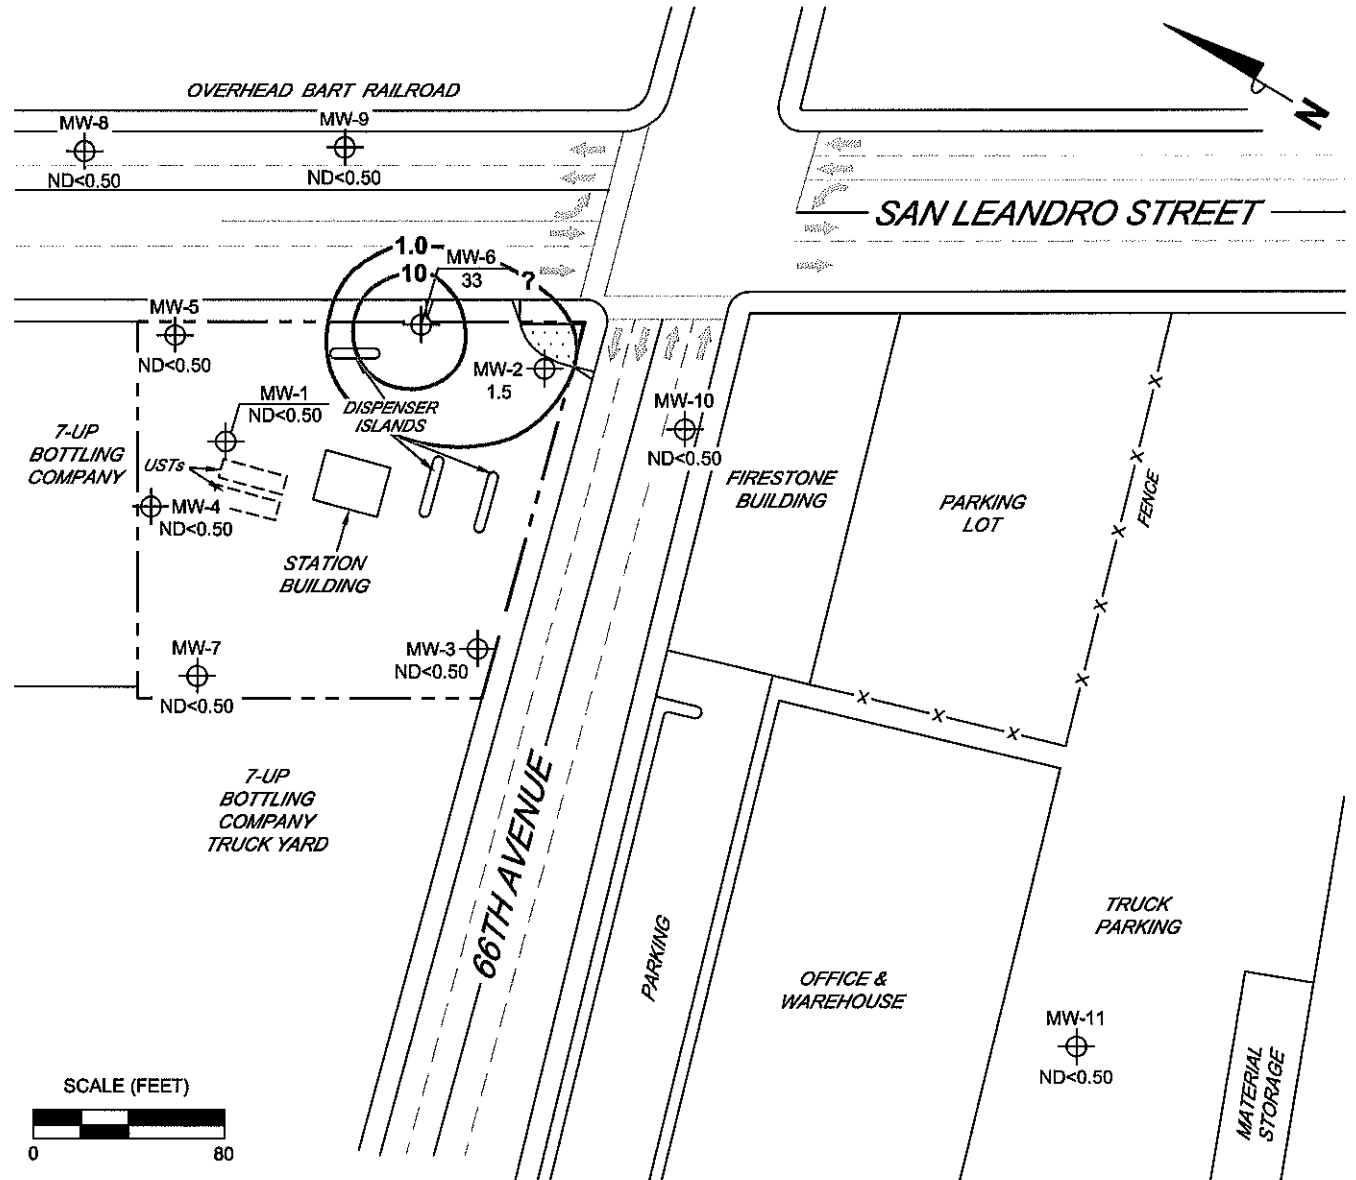 OVERHEAD BART RAILROAD
MW-8
ND<0.50
MW-9
ND<0.50
N
SAN LEANDRO STREET
1.0
10
MW-6
33
?
MW-5
ND<0.50
MW-2
1.5
MW-1
ND<0.50
DISPENSER
ISLANDS
MW-10
ND<0.50
7-UP
BOTTLING
COMPANY
USTs
MW-4
ND<0.50
STATION
BUILDING
FIRESTONE
BUILDING
PARKING
LOT
X
X
FENCE
X
X
X
MW-7
ND<0.50
MW-3
ND<0.50
X
X
X
7-UP
BOTTLING
COMPANY
TRUCK YARD
66TH AVENUE
PARKING
OFFICE &
WAREHOUSE
TRUCK
PARKING
MW-11
ND<0.50
MATERIAL
STORAGE
SCALE (FEET)
0 80